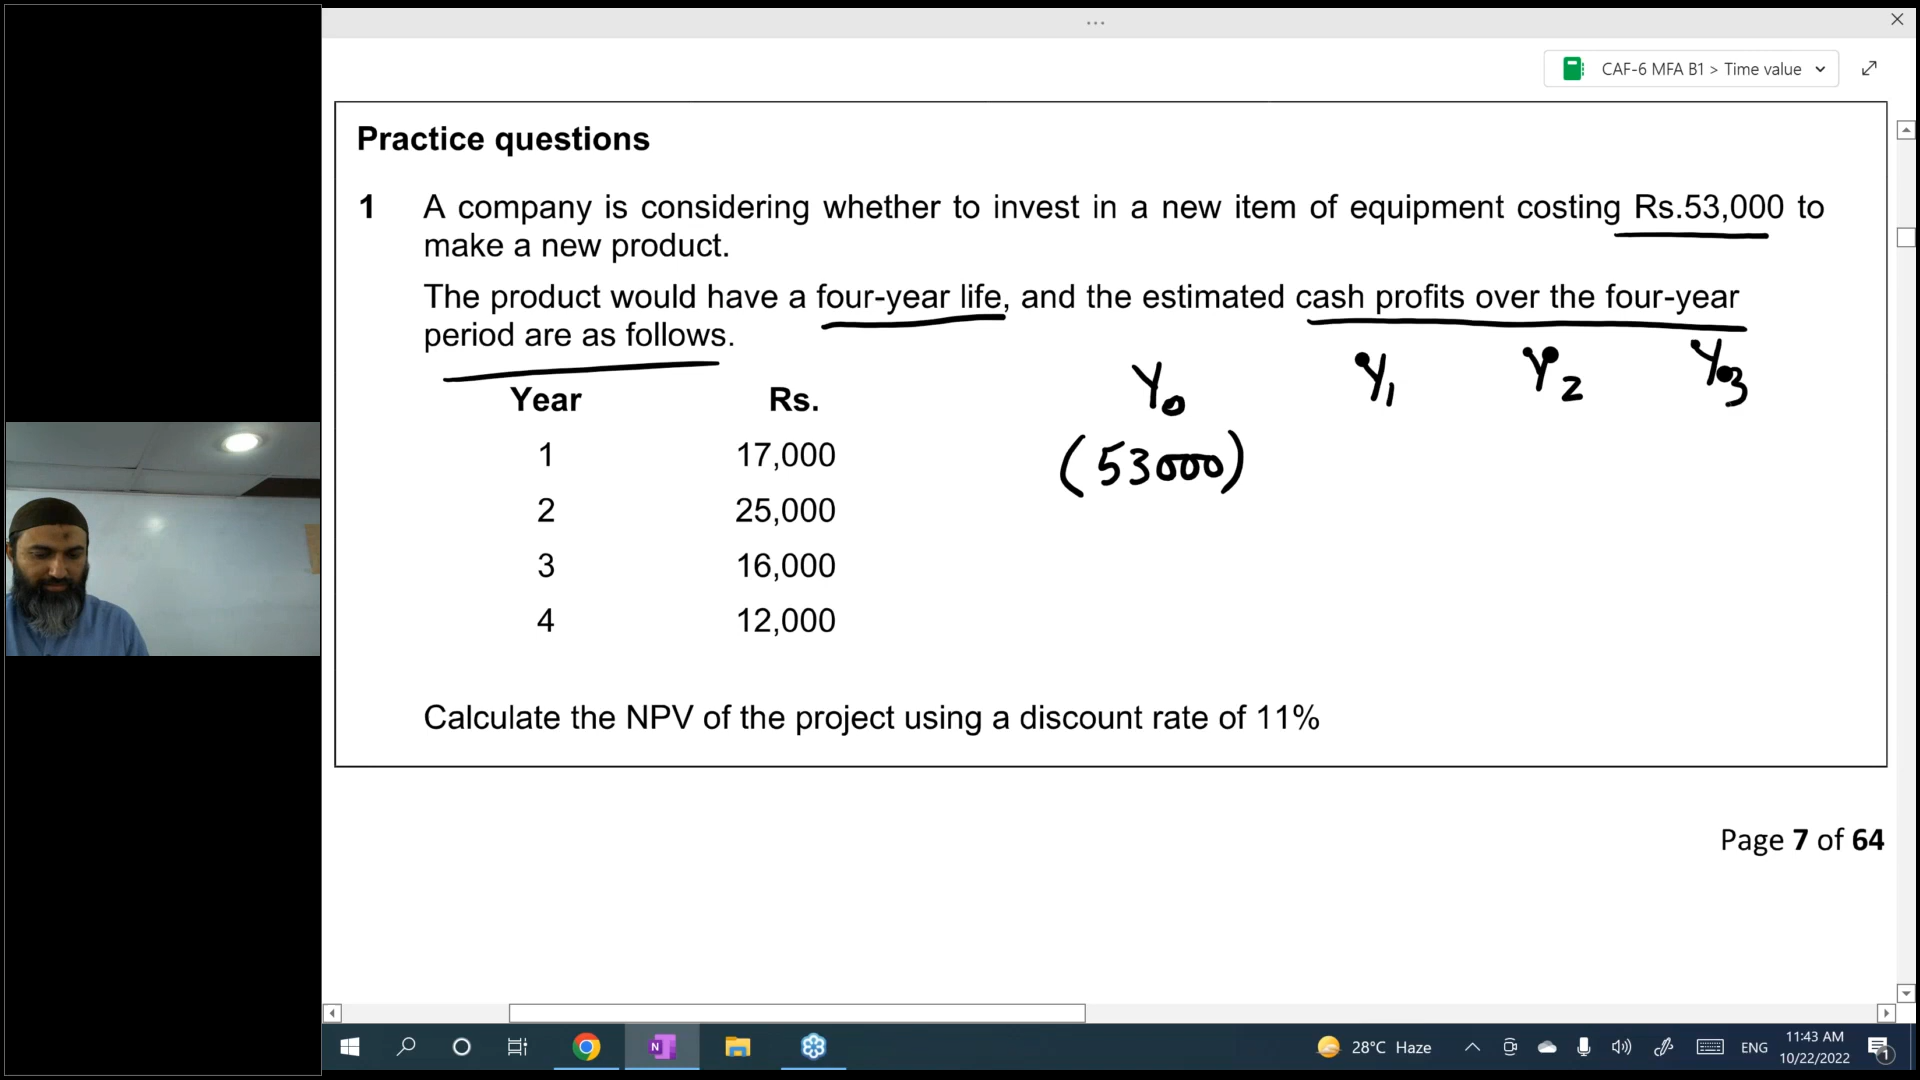 CAF-6 MFA B1 > Time value
Practice questions
1 A company is considering whether to invest in a new item of equipment costing Rs.53,000 to
make a new product.
The product would have a four-year life, and the estimated cash profits over the four-year
period are as follows.
Y0 Y1 Y2 Y3
Year Rs.
(53000)
1 17,000
2 25,000
3 16,000
4 12,000
Calculate the NPV of the project using a discount rate of 11%
Page 7 of 64
28°C Haze
ENG
11:43 AM
10/22/2022
1